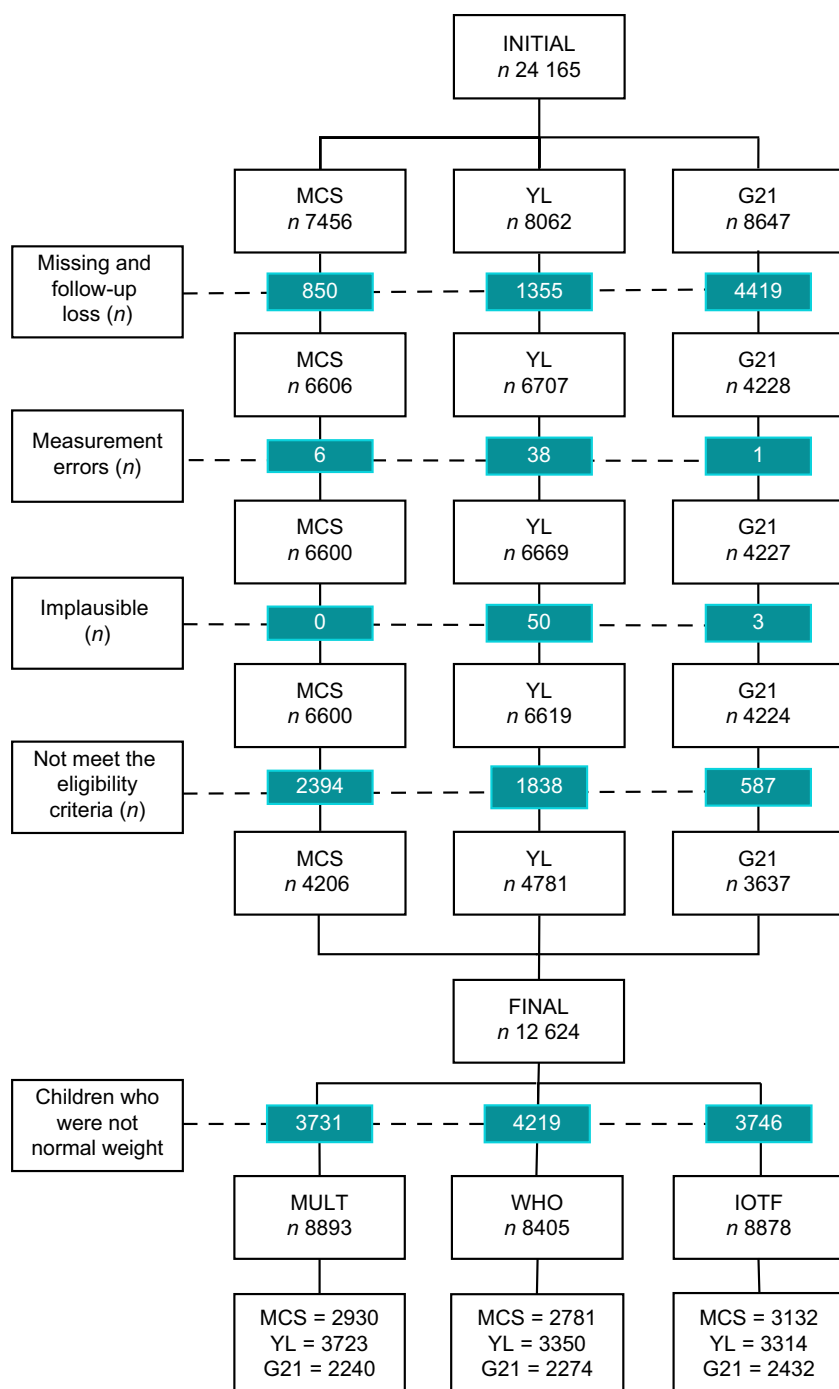 INITIAL
n 24 165
MCS
n 7456
YL
n 8062
G21
n 8647
Missing and
follow-up
loss (n)
850
1355
4419
MCS
n 6606
YL
n 6707
G21
n 4228
Measurement
errors (n)
6
38
1
MCS
n 6600
YL
n 6669
G21
n 4227
Implausible
(n)
0
50
3
MCS
n 6600
YL
n 6619
G21
n 4224
Not meet the
eligibility
criteria (n)
2394
1838
587
MCS
n 4206
YL
n 4781
G21
n 3637
FINAL
n 12 624
Children who
were not
normal weight
3731
4219
3746
MULT
n 8893
WHO
n 8405
IOTF
n 8878
MCS = 2930
YL = 3723
G21 = 2240
MCS = 2781
YL = 3350
G21 = 2274
MCS = 3132
YL = 3314
G21 = 2432